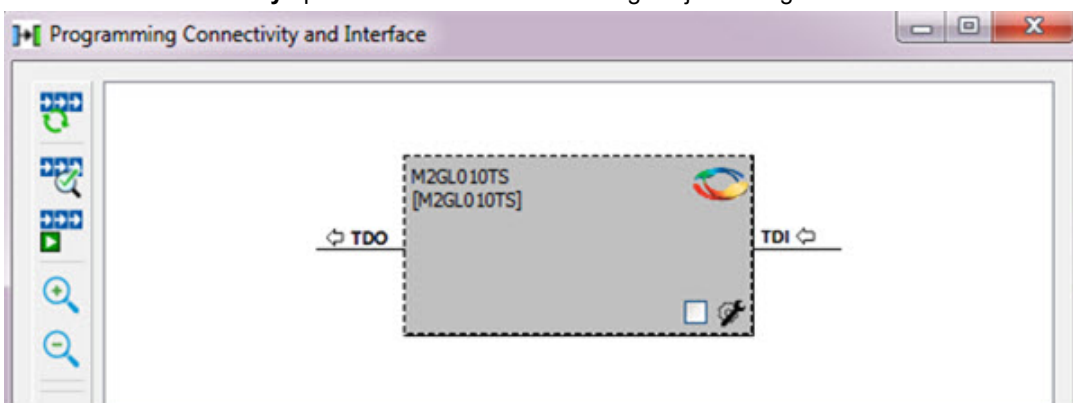 Programming Connectivity and Interface
M2GL010TS
[M2GL010TS]
TDO
TDI